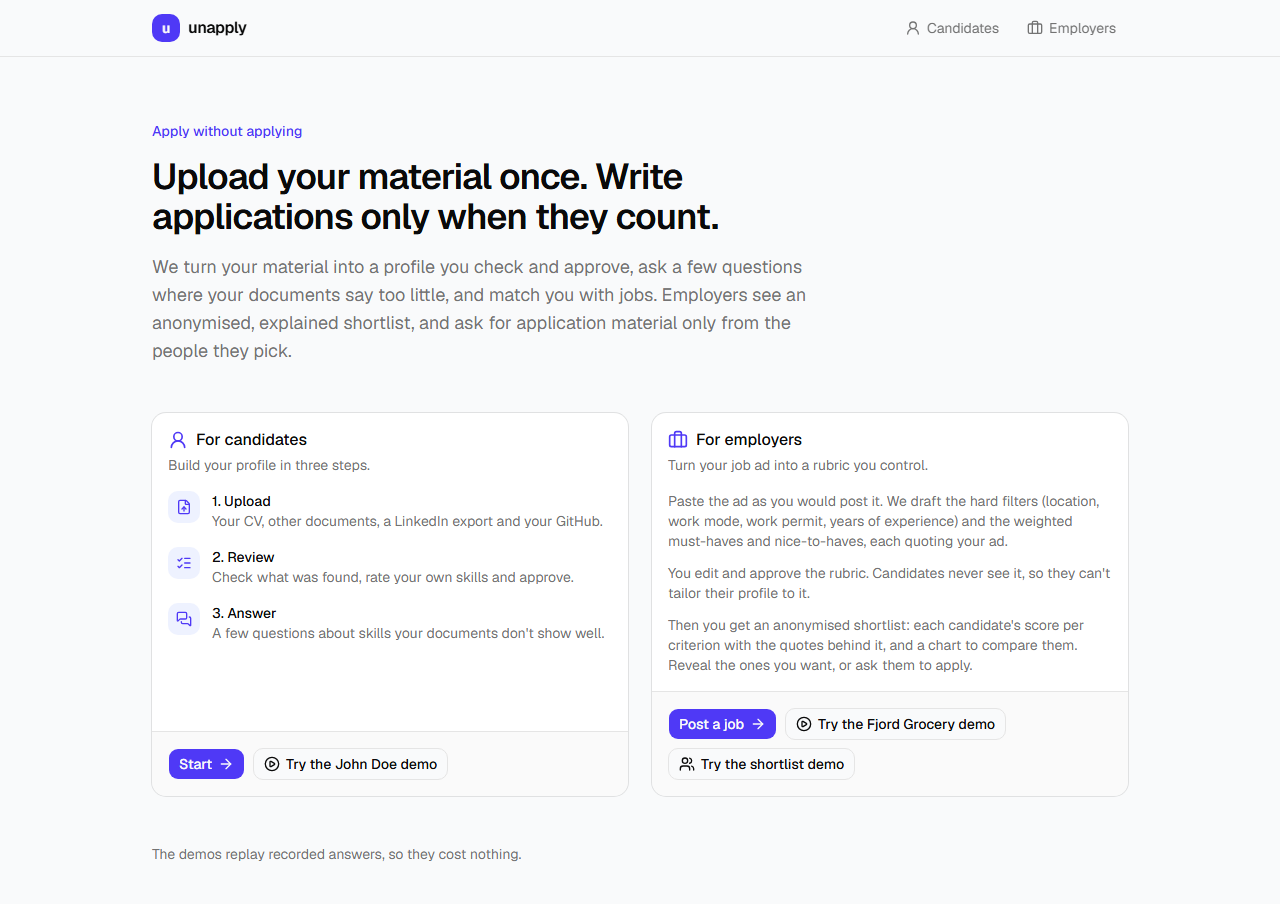 u unapply
Candidates
Employers
Apply without applying
Upload your material once. Write
applications only when they count.
We turn your material into a profile you check and approve, ask a few questions
where your documents say too little, and match you with jobs. Employers see an
anonymised, explained shortlist, and ask for application material only from the
people they pick.
For candidates
Build your profile in three steps.
1. Upload
Your CV, other documents, a LinkedIn export and your GitHub.
2. Review
Check what was found, rate your own skills and approve.
3. Answer
A few questions about skills your documents don't show well.
Start
Try the John Doe demo
For employers
Turn your job ad into a rubric you control.
Paste the ad as you would post it. We draft the hard filters (location,
work mode, work permit, years of experience) and the weighted
must-haves and nice-to-haves, each quoting your ad.
You edit and approve the rubric. Candidates never see it, so they can't
tailor their profile to it.
Then you get an anonymised shortlist: each candidate's score per
criterion with the quotes behind it, and a chart to compare them.
Reveal the ones you want, or ask them to apply.
Post a job
Try the Fjord Grocery demo
Try the shortlist demo
The demos replay recorded answers, so they cost nothing.